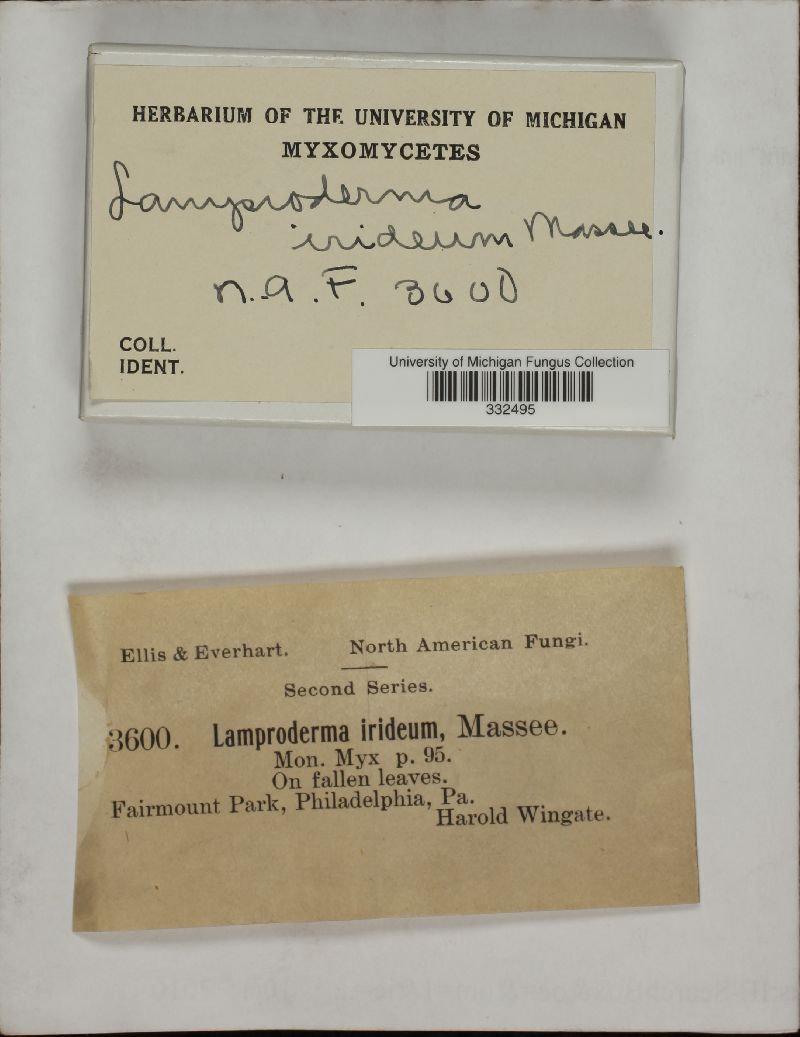 HERBARIUM OF THE UNIVERSITY OF MICHIGAN
MYXOMYCETES
Lamproderma
irideum Massee.
N.A.F. 3600
COLL.
IDENT.
University of Michigan Fungus Collection
332495
Ellis & Everhart. North American Fungi.
Second Series.
3600. Lamproderma irideum, Massee.
Mon. Myx p. 95.
On fallen leaves.
Fairmount Park, Philadelphia, Pa.
Harold Wingate.